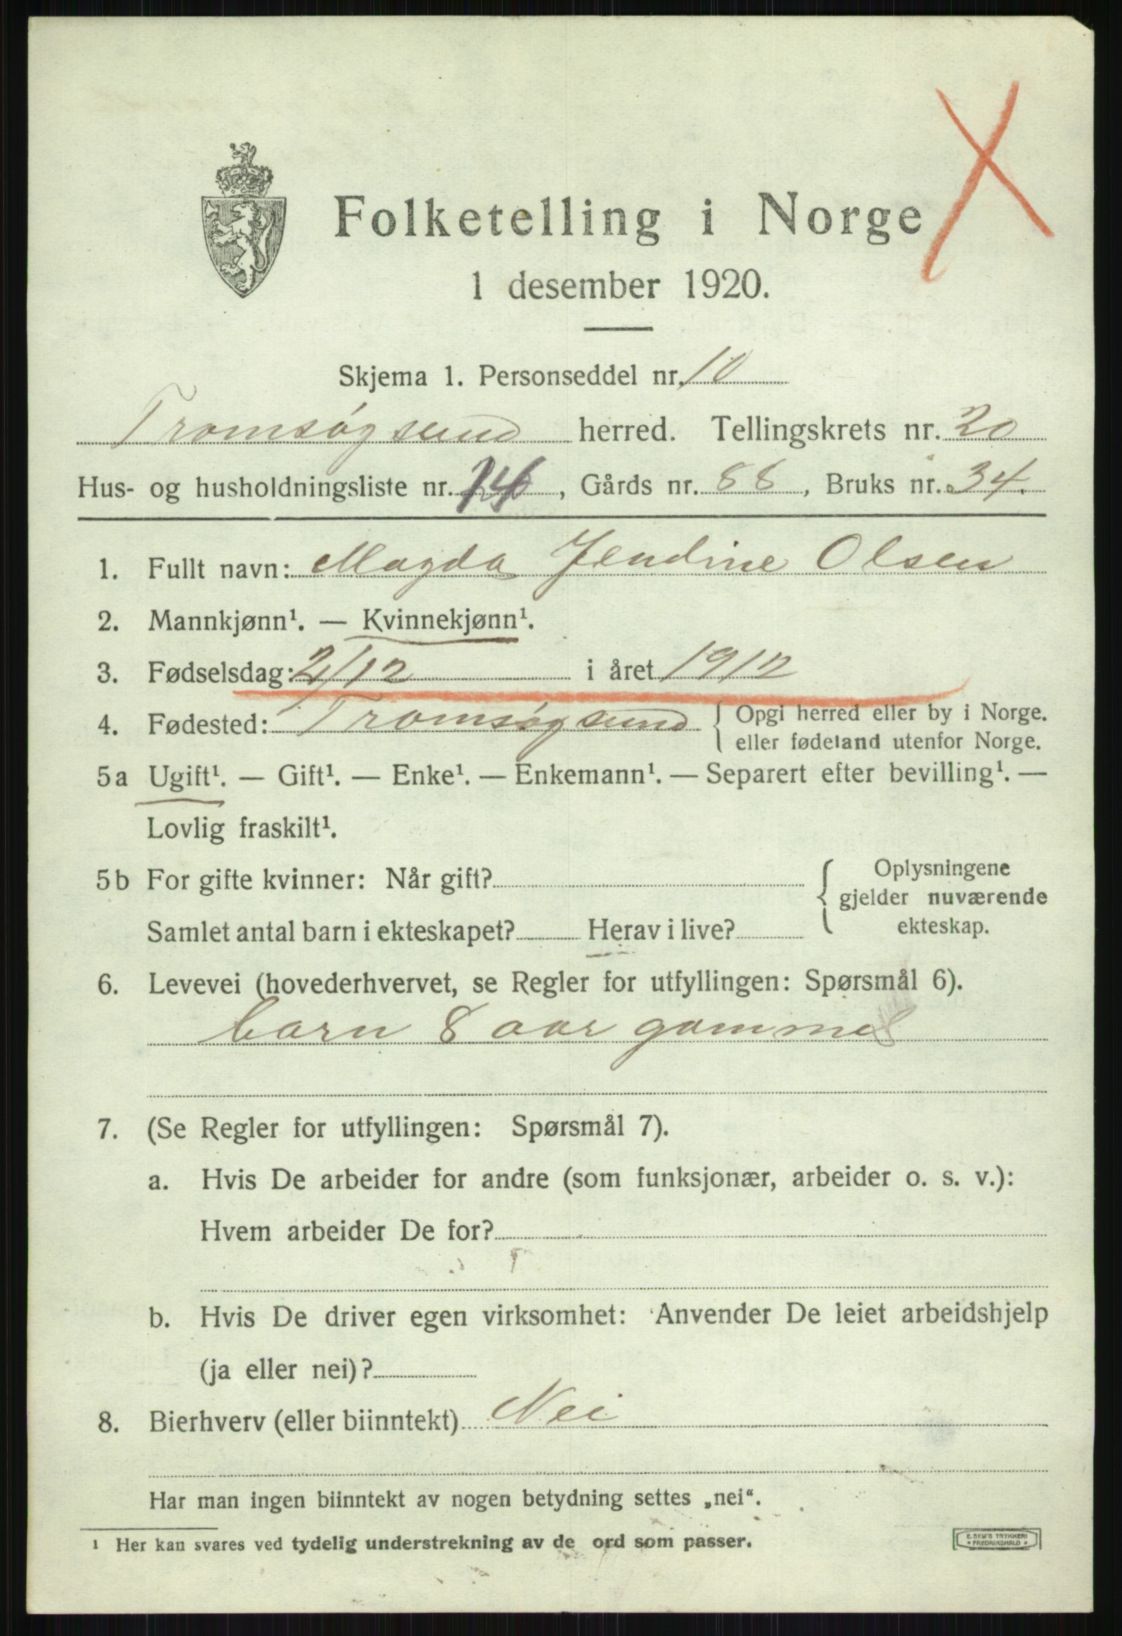 Folketelling i Norge
1 desember 1920.
Skjema 1. Personseddel nr. 10
Tromsøysund herred. Tellingskrets nr. 20
Hus- og husholdningsliste nr. 14, Gårds nr. 88, Bruks nr. 34.
1. Fullt navn: Magda Jendine Olsen
2. Mannkjønn¹. — Kvinnekjønn¹.
3. Fødselsdag: 2/12 i året 1912
4. Fødested: Tromsøysund { Opgi herred eller by i Norge.
eller fødeland utenfor Norge.
5a Ugift¹. — Gift¹. — Enke¹. — Enkemann¹. — Separert efter bevilling¹. —
Lovlig fraskilt¹.
5b For gifte kvinner: Når gift?
Samlet antal barn i ekteskapet? Herav i live?
{ Oplysningene
gjelder nuværende
ekteskap.
6. Levevei (hovederhvervet, se Regler for utfyllingen: Spørsmål 6).
barn 8 aar gammel
7. (Se Regler for utfyllingen: Spørsmål 7).
a. Hvis De arbeider for andre (som funksjonær, arbeider o. s. v.):
Hvem arbeider De for?
b. Hvis De driver egen virksomhet: Anvender De leiet arbeidshjelp
(ja eller nei)?
8. Bierhverv (eller biinntekt) Nei
Har man ingen biinntekt av nogen betydning settes „nei“.
¹ Her kan svares ved tydelig understrekning av de ord som passer.
E. SEM'S TRYKKERI
• FREDRIKSHALD •